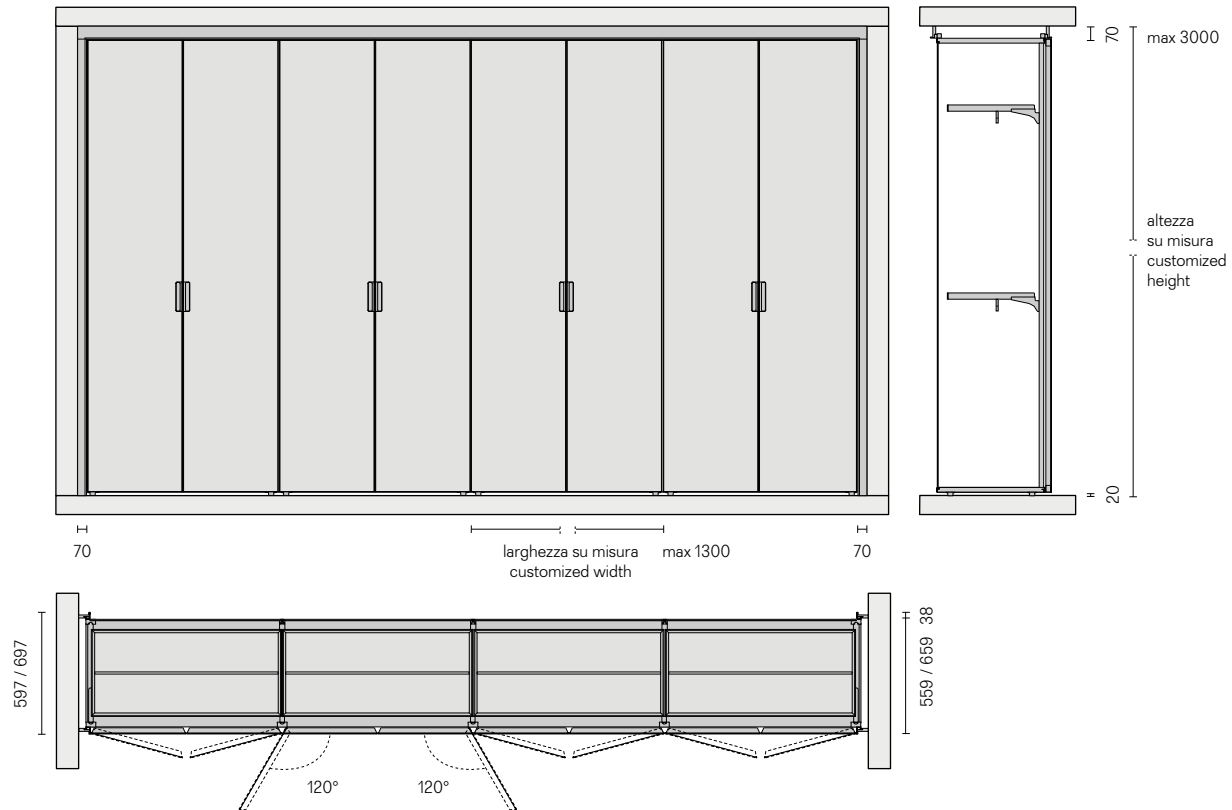 70
max 3000
altezza
su misura
customized
height
20
70
larghezza su misura max 1300
customized width
70
597 / 697
559 / 659 38
120°
120°